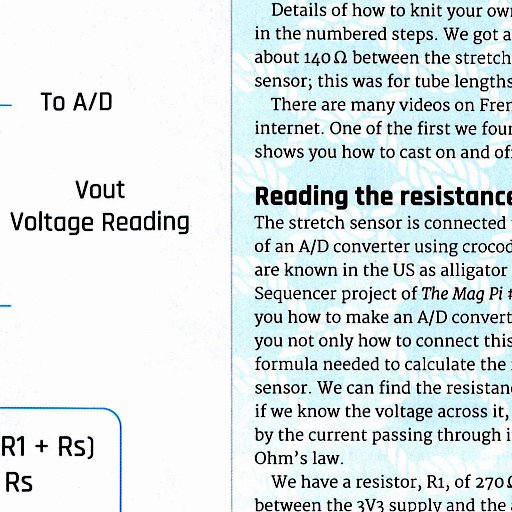 To A/D
Vout
Voltage Reading
R1 + Rs)
Rs
Details of how to knit your own
in the numbered steps. We got a
about 140Ω between the stretch
sensor; this was for tube lengths
There are many videos on Fren
internet. One of the first we foun
shows you how to cast on and of
Reading the resistance
The stretch sensor is connected
of an A/D converter using crocod
are known in the US as alligator
Sequencer project of The Mag Pi #
you how to make an A/D convert
you not only how to connect this
formula needed to calculate the
sensor. We can find the resistan
if we know the voltage across it,
by the current passing through i
Ohm's law.
We have a resistor, R1, of 270Ω
between the 3V3 supply and the